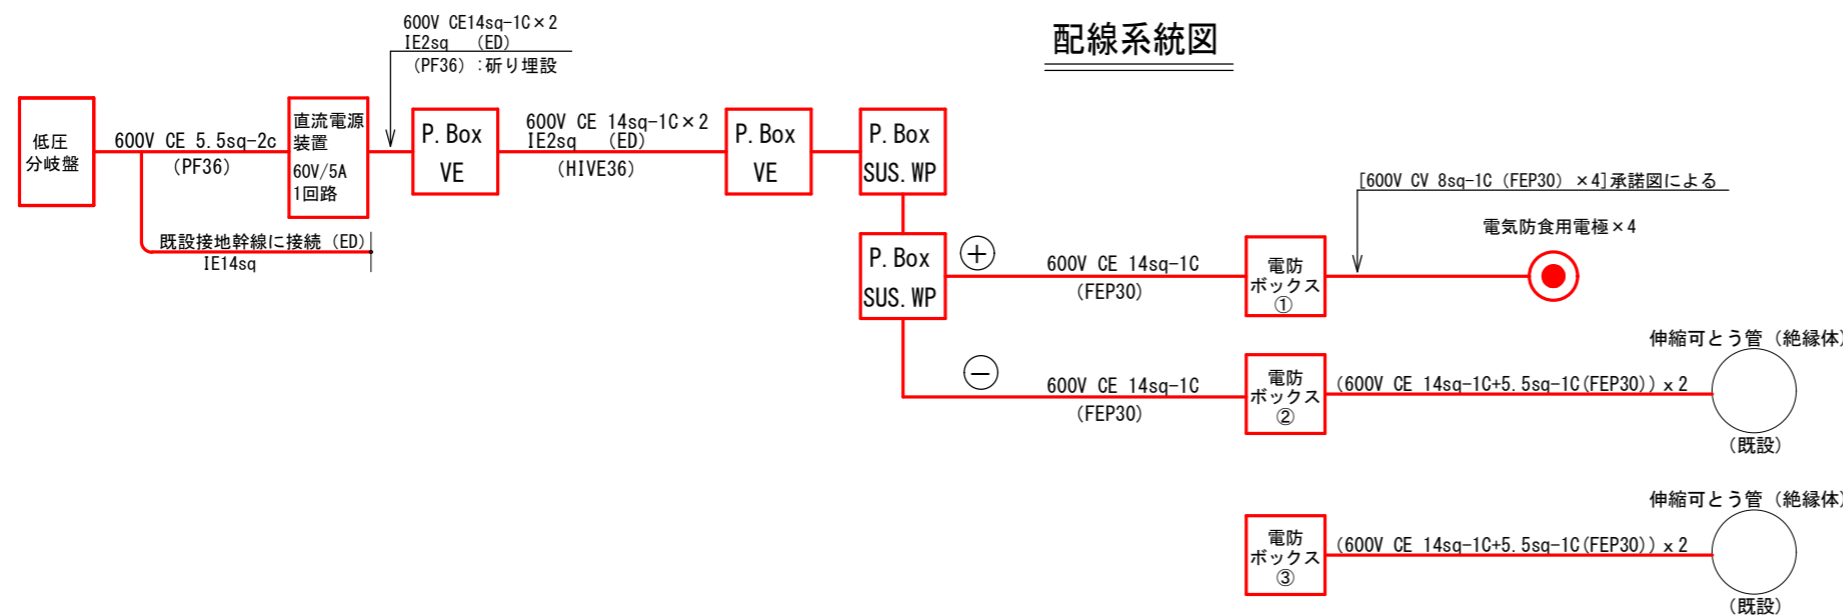 配線系統図
600V CE14sq-1C×2
IE2sq (ED)
(PF36):斫り埋設
低圧
分岐盤
600V CE 5.5sq-2c
(PF36)
既設接地幹線に接続 (ED)
IE14sq
直流電源
装置
60V/5A
1回路
P.Box
VE
600V CE 14sq-1C×2
IE2sq (ED)
(HIVE36)
P.Box
VE
P.Box
SUS.WP
P.Box
SUS.WP
+
600V CE 14sq-1C
(FEP30)
電防
ボックス
①
[600V CV 8sq-1C (FEP30) ×4]承諾図による
電気防食用電極×4
−
600V CE 14sq-1C
(FEP30)
電防
ボックス
②
(600V CE 14sq-1C+5.5sq-1C(FEP30))x2
伸縮可とう管 (絶縁体)
(既設)
電防
ボックス
③
(600V CE 14sq-1C+5.5sq-1C(FEP30))x2
伸縮可とう管 (絶縁体)
(既設)